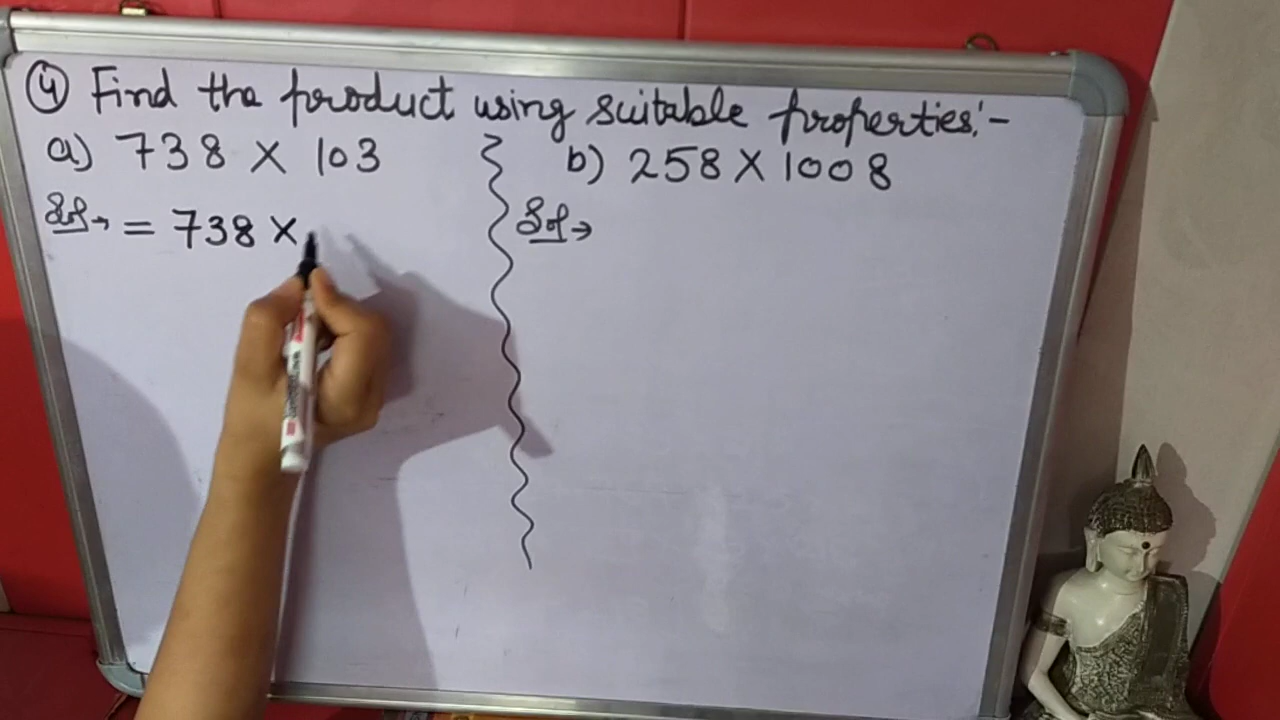 ④ Find the product using suitable properties:-
a) 738 × 103
b) 258 × 1008
Sol→ = 738 ×
Sol→